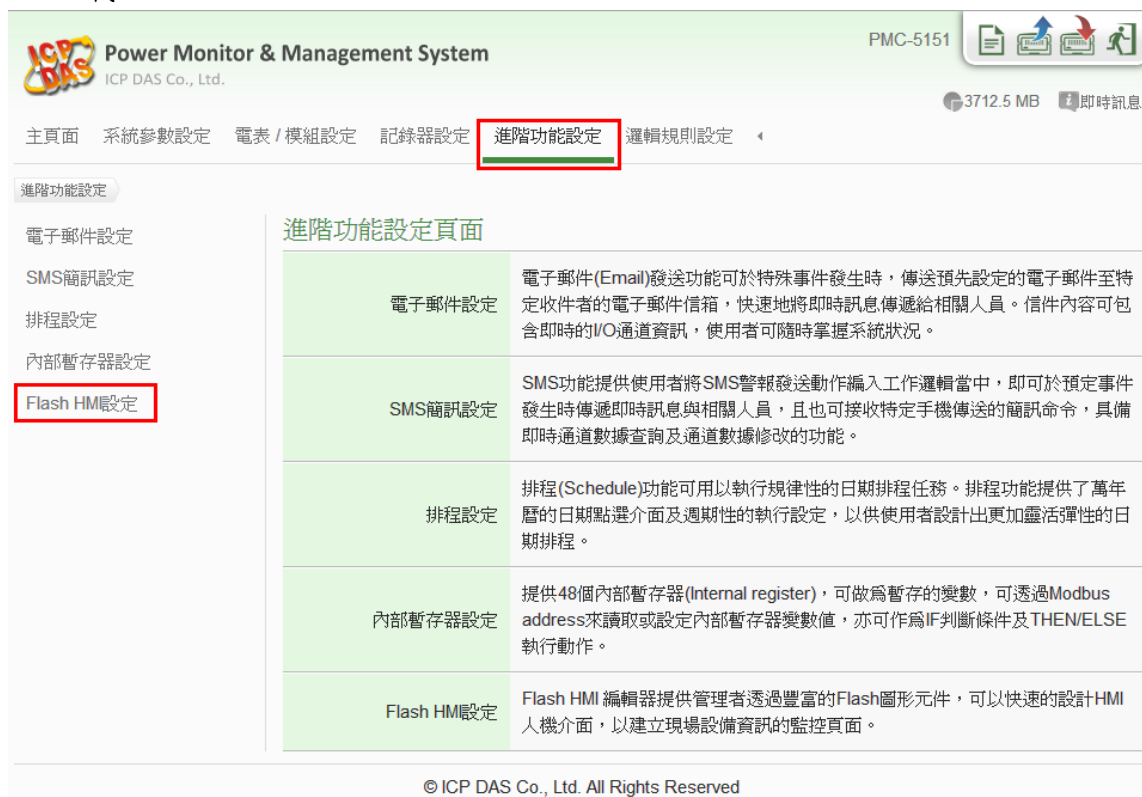 ICP DAS
Power Monitor & Management System
ICP DAS Co., Ltd.
PMC-5151
3712.5 MB 即時訊息
主頁面 系統參數設定 電表 / 模組設定 記錄器設定 進階功能設定 邏輯規則設定
進階功能設定
電子郵件設定
SMS簡訊設定
排程設定
內部暫存器設定
Flash HMI設定
進階功能設定頁面
電子郵件設定
電子郵件(Email)發送功能可於特殊事件發生時，傳送預先設定的電子郵件至特
定收件者的電子郵件信箱，快速地將即時訊息傳遞給相關人員。信件內容可包
含即時的I/O通道資訊，使用者可隨時掌握系統狀況。
SMS簡訊設定
SMS功能提供使用者將SMS警報發送動作編入工作邏輯當中，即可於預定事件
發生時傳遞即時訊息與相關人員，且也可接收特定手機傳送的簡訊命令，具備
即時通道數據查詢及通道數據修改的功能。
排程設定
排程(Schedule)功能可用以執行規律性的日期排程任務。排程功能提供了萬年
曆的日期點選介面及週期性的執行設定，以供使用者設計出更加靈活彈性的日
期排程。
內部暫存器設定
提供48個內部暫存器(Internal register)，可做為暫存的變數，可透過Modbus
address來讀取或設定內部暫存器變數值，亦可作為IF判斷條件及THEN/ELSE
執行動作。
Flash HMI設定
Flash HMI 編輯器提供管理者透過豐富的Flash圖形元件，可以快速的設計HMI
人機介面，以建立現場設備資訊的監控頁面。
© ICP DAS Co., Ltd. All Rights Reserved